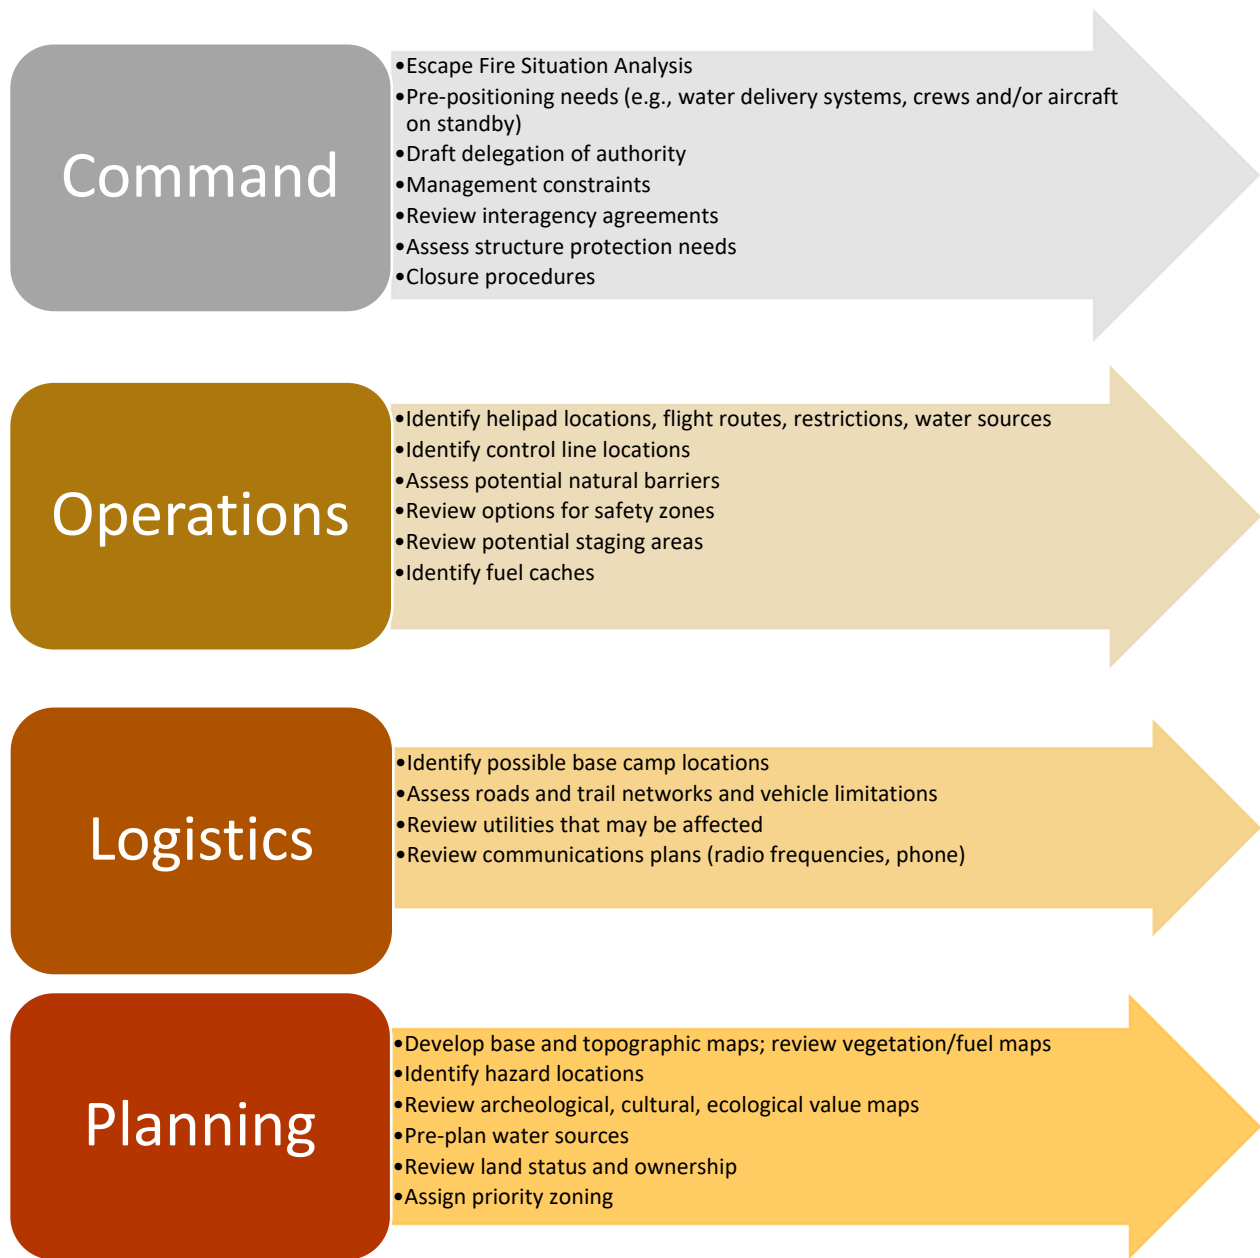 Command
•Escape Fire Situation Analysis
•Pre-positioning needs (e.g., water delivery systems, crews and/or aircraft
on standby)
•Draft delegation of authority
•Management constraints
•Review interagency agreements
•Assess structure protection needs
•Closure procedures
Operations
•Identify helipad locations, flight routes, restrictions, water sources
•Identify control line locations
•Assess potential natural barriers
•Review options for safety zones
•Review potential staging areas
•Identify fuel caches
Logistics
•Identify possible base camp locations
•Assess roads and trail networks and vehicle limitations
•Review utilities that may be affected
•Review communications plans (radio frequencies, phone)
Planning
•Develop base and topographic maps; review vegetation/fuel maps
•Identify hazard locations
•Review archeological, cultural, ecological value maps
•Pre-plan water sources
•Review land status and ownership
•Assign priority zoning